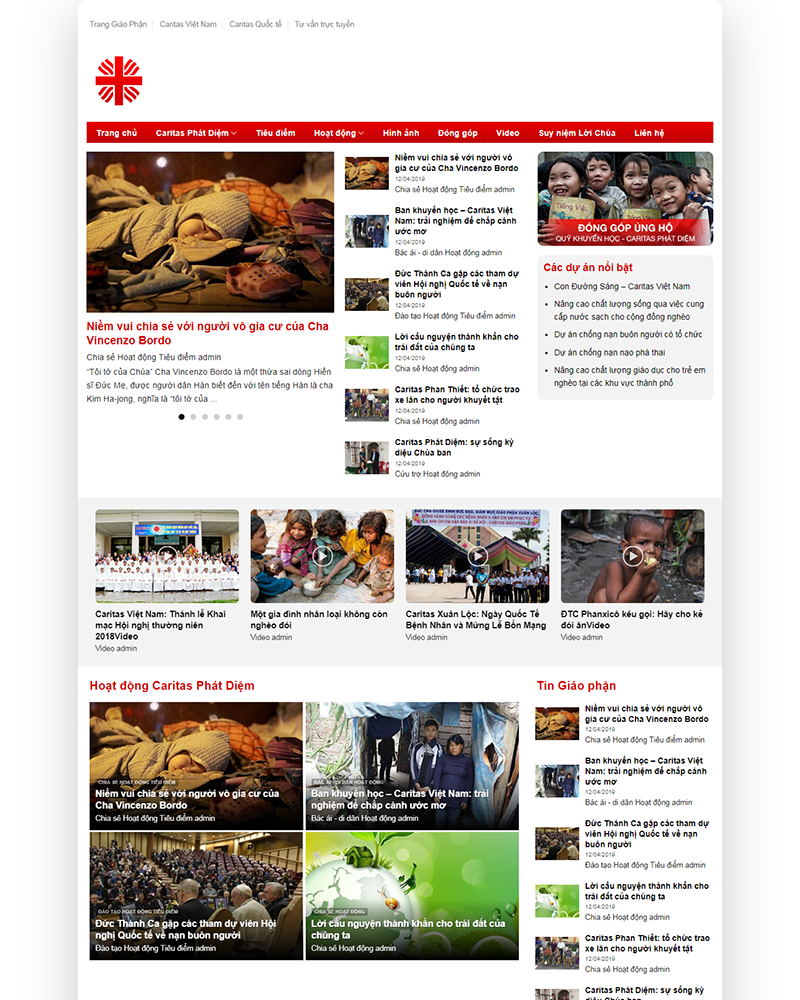 Trang Giáo Phận
Caritas Việt Nam
Caritas Quốc tế
Tư vấn trực tuyến
Trang chủ
Caritas Phát Diệm
Tiêu điểm
Hoạt động
Hình ảnh
Đóng góp
Video
Suy niệm Lời Chúa
Liên hệ
Niềm vui chia sẻ với người vô gia cư của Cha
Vincenzo Bordo
Chia sẻ Hoạt động Tiêu điểm admin
“Tôi tớ của Chúa” Cha Vincenzo Bordo là một thừa sai dòng Hiến
sĩ Đức Mẹ, được người dân Hàn biết đến với tên tiếng Hàn là cha
Kim Ha-jong, nghĩa là “tôi tớ của ...
Niềm vui chia sẻ với người vô
gia cư của Cha Vincenzo Bordo
12/04/2019
Chia sẻ Hoạt động Tiêu điểm admin
Ban khuyến học – Caritas Việt
Nam: trải nghiệm để chắp cánh
ước mơ
12/04/2019
Bác ái - di dân Hoạt động admin
Đức Thánh Ca gặp các tham dự
viên Hội nghị Quốc tế về nạn
buôn người
12/04/2019
Đào tạo Hoạt động Tiêu điểm admin
Lời cầu nguyện thành khẩn cho
trái đất của chúng ta
12/04/2019
Chia sẻ Hoạt động admin
Caritas Phan Thiết: tổ chức trao
xe lăn cho người khuyết tật
12/04/2019
Chia sẻ Hoạt động admin
Caritas Phát Diệm: sự sống kỳ
diệu Chúa ban
12/04/2019
Cứu trợ Hoạt động admin
Tiếng Việt
ĐÓNG GÓP ỦNG HỘ
QUỸ KHUYẾN HỌC - CARITAS PHÁT DIỆM
Các dự án nổi bật
Con Đường Sáng – Caritas Việt Nam
Nâng cao chất lượng sống qua việc cung
cấp nước sạch cho cộng đồng nghèo
Dự án chống nạn buôn người có tổ chức
Dự án chống nạn nạo phá thai
Nâng cao chất lượng giáo dục cho trẻ em
nghèo tại các khu vực thành phố
Caritas Việt Nam: Thánh lễ Khai
mạc Hội nghị thường niên
2018Video
Video admin
Một gia đình nhân loại không còn
nghèo đói
Video admin
Caritas Xuân Lộc: Ngày Quốc Tế
Bệnh Nhân và Mừng Lễ Bổn Mạng
Video admin
ĐTC Phanxicô kêu gọi: Hãy cho kẻ
đói ănVideo
Video admin
Hoạt động Caritas Phát Diệm
CHIA SẺ HOẠT ĐỘNG TIÊU ĐIỂM
Niềm vui chia sẻ với người vô gia cư của
Cha Vincenzo Bordo
Chia sẻ Hoạt động Tiêu điểm admin
BÁC ÁI - DI DÂN HOẠT ĐỘNG
Ban khuyến học – Caritas Việt Nam: trải
nghiệm để chắp cánh ước mơ
Bác ái - di dân Hoạt động admin
ĐÀO TẠO HOẠT ĐỘNG TIÊU ĐIỂM
Đức Thánh Ca gặp các tham dự viên Hội
nghị Quốc tế về nạn buôn người
Đào tạo Hoạt động Tiêu điểm admin
CHIA SẺ HOẠT ĐỘNG
Lời cầu nguyện thành khẩn cho trái đất của
chúng ta
Chia sẻ Hoạt động admin
Tin Giáo phận
Niềm vui chia sẻ với người vô
gia cư của Cha Vincenzo Bordo
12/04/2019
Chia sẻ Hoạt động Tiêu điểm admin
Ban khuyến học – Caritas Việt
Nam: trải nghiệm để chắp cánh
ước mơ
12/04/2019
Bác ái - di dân Hoạt động admin
Đức Thánh Ca gặp các tham dự
viên Hội nghị Quốc tế về nạn
buôn người
12/04/2019
Đào tạo Hoạt động Tiêu điểm admin
Lời cầu nguyện thành khẩn cho
trái đất của chúng ta
12/04/2019
Chia sẻ Hoạt động admin
Caritas Phan Thiết: tổ chức trao
xe lăn cho người khuyết tật
12/04/2019
Chia sẻ Hoạt động admin
Caritas Phát Diệm: sự sống kỳ
diệu Chúa ban